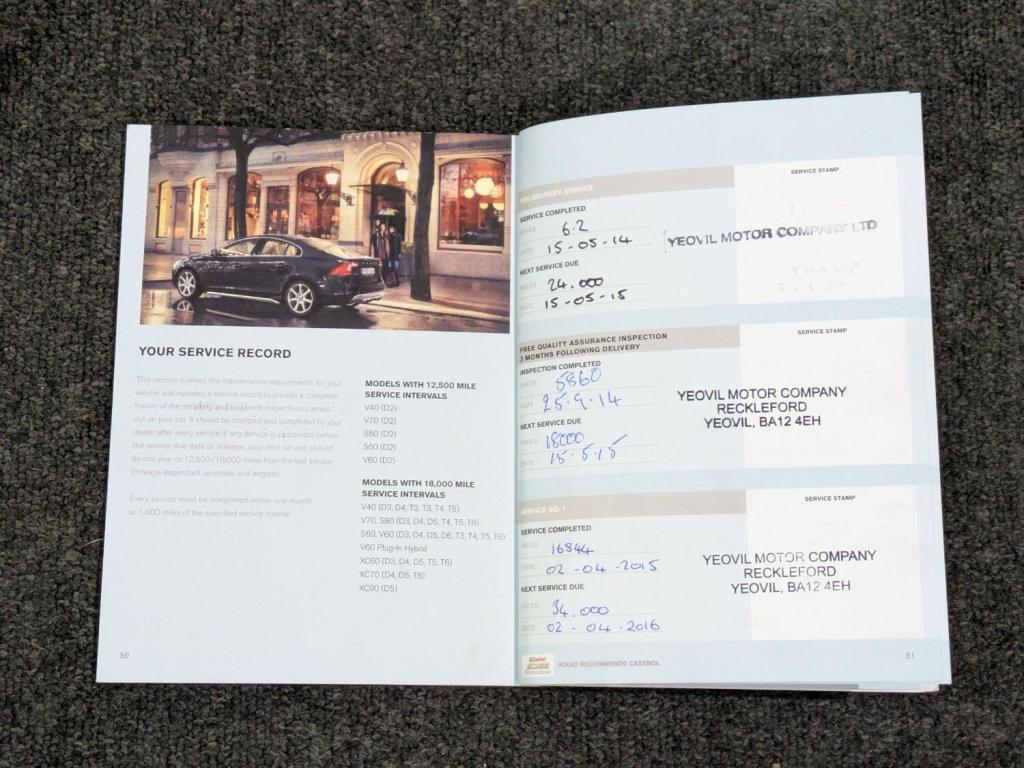 YOUR SERVICE RECORD
This section outlines the maintenance requirements for your
vehicle and includes a service record to provide a complete
history of the servicing and bodywork inspections carried
out on your car. It should be stamped and completed by your
dealer after every service, if any service is completed before
the service due date or mileage, your next service should
be one year or 12,500/18,000 miles from the last service
(mileage dependant on model and engine).
Every service must be completed within one month
or 1,000 miles of the specified service interval.
MODELS WITH 12,500 MILE
SERVICE INTERVALS
V40 (D2)
V70 (D2)
S80 (D2)
S60 (D2)
V60 (D2)
MODELS WITH 18,000 MILE
SERVICE INTERVALS
V40 (D3, D4, T2, T3, T4, T5)
V70, S80 (D3, D4, D5, T4, T5, T6)
S60, V60 (D3, D4, D5, D6, T3, T4, T5, T6)
V60 Plug-In Hybrid
XC60 (D3, D4, D5, T5, T6)
XC70 (D4, D5, T6)
XC90 (D5)
50
PRE DELIVERY SERVICE
SERVICE STAMP
SERVICE COMPLETED
MILES 6.2
DATE 15-05-14
YEOVIL MOTOR COMPANY LTD
NEXT SERVICE DUE
MILES 24.000
DATE 15-05-15
FREE QUALITY ASSURANCE INSPECTION
3 MONTHS FOLLOWING DELIVERY
SERVICE STAMP
INSPECTION COMPLETED
MILES 5860
DATE 25.9.14
YEOVIL MOTOR COMPANY
RECKLEFORD
YEOVIL, BA12 4EH
NEXT SERVICE DUE
MILES 18000
DATE 15.5.15
SERVICE NO. 1
SERVICE STAMP
SERVICE COMPLETED
MILES 16844
DATE 02-04-2015
YEOVIL MOTOR COMPANY
RECKLEFORD
YEOVIL, BA12 4EH
NEXT SERVICE DUE
MILES 34.000
DATE 02-04-2016
Castrol
VOLVO RECOMMENDS CASTROL
51